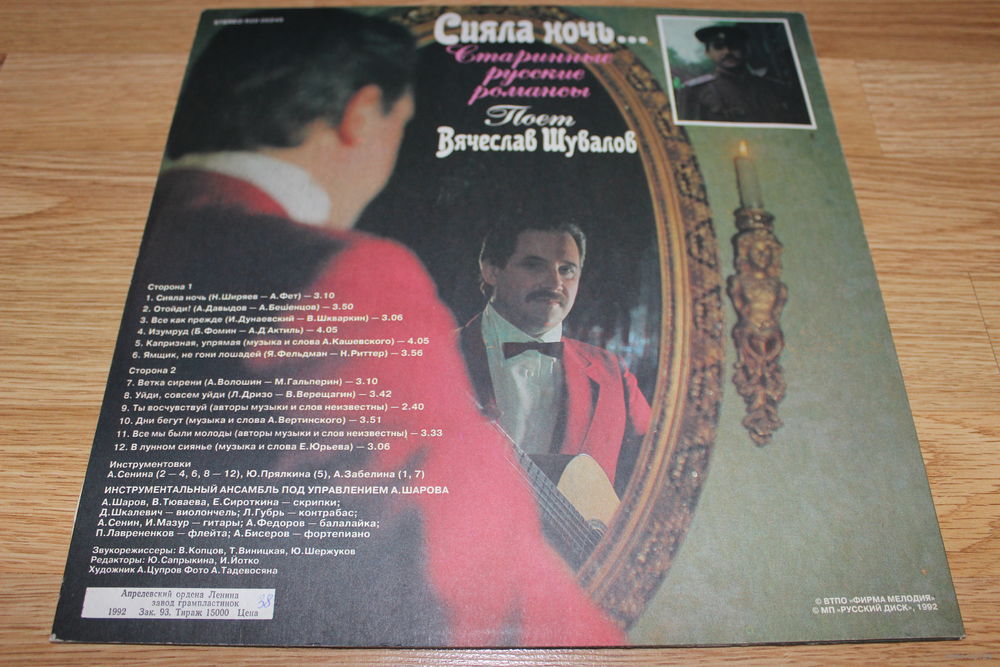 STEREO
Сияла ночь...
Старинные
русские
романсы
Поет
Вячеслав Шувалов
Сторона 1
1. Сияла ночь (Н.Ширяев — А.Фет) — 3.10
2. Отойди! (А.Давыдов — А.Бешенцов) — 3.50
3. Все как прежде (И.Дунаевский — В.Шкваркин) — 3.06
4. Изумруд (Б.Фомин — А.Д'Актиль) — 4.05
5. Капризная, упрямая (музыка и слова А.Кашевского) — 4.05
6. Ямщик, не гони лошадей (Я.Фельдман — Н.Риттер) — 3.56
Сторона 2
7. Ветка сирени (А.Волошин — М.Гальперин) — 3.10
8. Уйди, совсем уйди (Л.Дризо — В.Верещагин) — 3.42
9. Ты восчувствуй (авторы музыки и слов неизвестны) — 2.40
10. Дни бегут (музыка и слова А.Вертинского) — 3.51
11. Все мы были молоды (авторы музыки и слов неизвестны) — 3.33
12. В лунном сиянье (музыка и слова Е.Юрьева) — 3.06
Инструментовки
А.Сенина (2 — 4, 6, 8 — 12), Ю.Прялкина (5), А.Забелина (1, 7)
ИНСТРУМЕНТАЛЬНЫЙ АНСАМБЛЬ ПОД УПРАВЛЕНИЕМ А.ШАРОВА
А.Шаров, В.Тюваева, Е.Сироткина — скрипки;
Д.Шкалевич — виолончель; Л.Губрь — контрабас;
А.Сенин, И.Мазур — гитары; А.Федоров — балалайка;
П.Лаврененков — флейта; А.Бисеров — фортепиано
Звукорежиссеры: В.Копцов, Т.Виницкая, Ю.Шержуков
Редакторы: Ю.Сапрыкина, И.Йотко
Художник А.Цупров Фото А.Тадевосяна
Апрелевский ордена Ленина
завод грампластинок
1992 Зак. 93. Тираж 15000 Цена
© ВТПО «ФИРМА МЕЛОДИЯ»
© МП «РУССКИЙ ДИСК», 1992